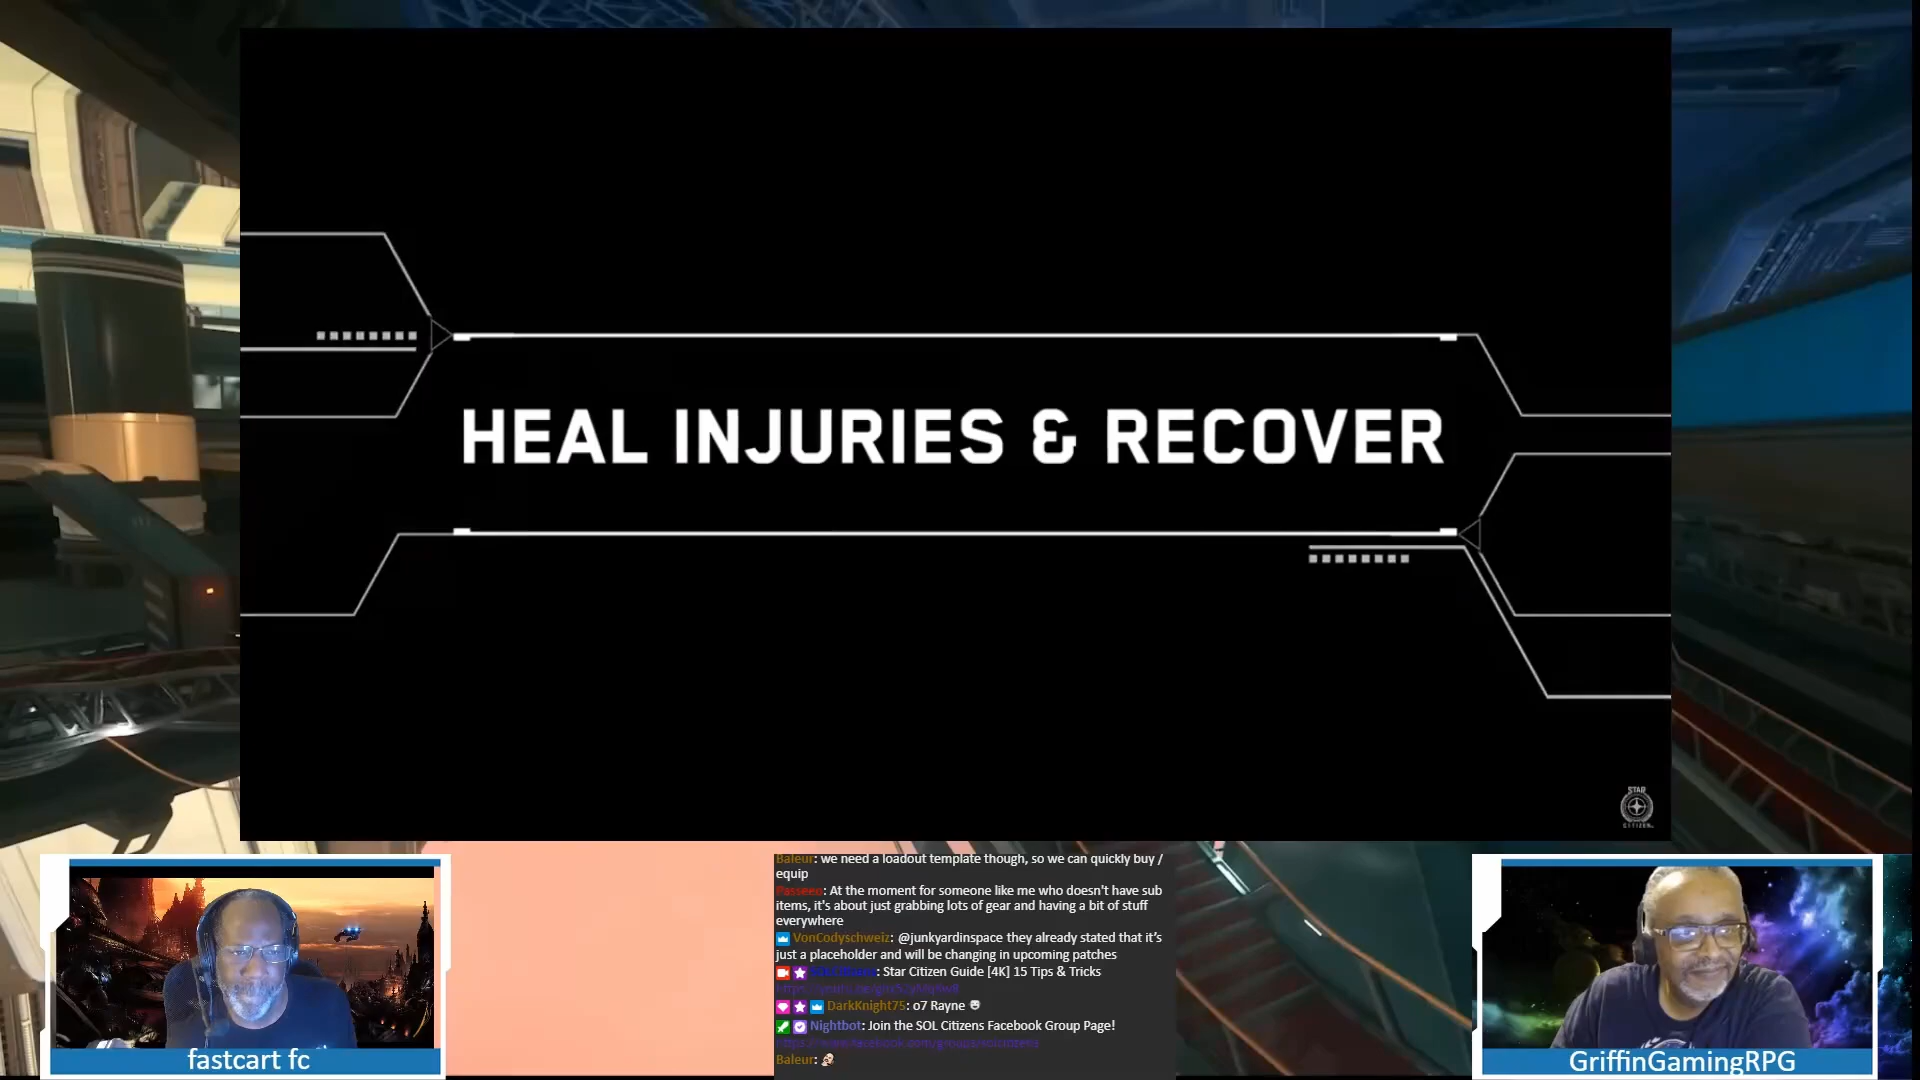 HEAL INJURIES & RECOVER
STAR
CITIZEN
Baleur: we need a loadout template though, so we can quickly buy /
equip
Passeeo: At the moment for someone like me who doesn't have sub
items, it's about just grabbing lots of gear and having a bit of stuff
everywhere
VonCodyschweiz: @junkyardinspace they already stated that it's
just a placeholder and will be changing in upcoming patches
: Star Citizen Guide [4K] 15 Tips & Tricks
DarkKnight75: o7 Rayne
Nightbot: Join the SOL Citizens Facebook Group Page!
Baleur:
fastcart fc
GriffinGamingRPG